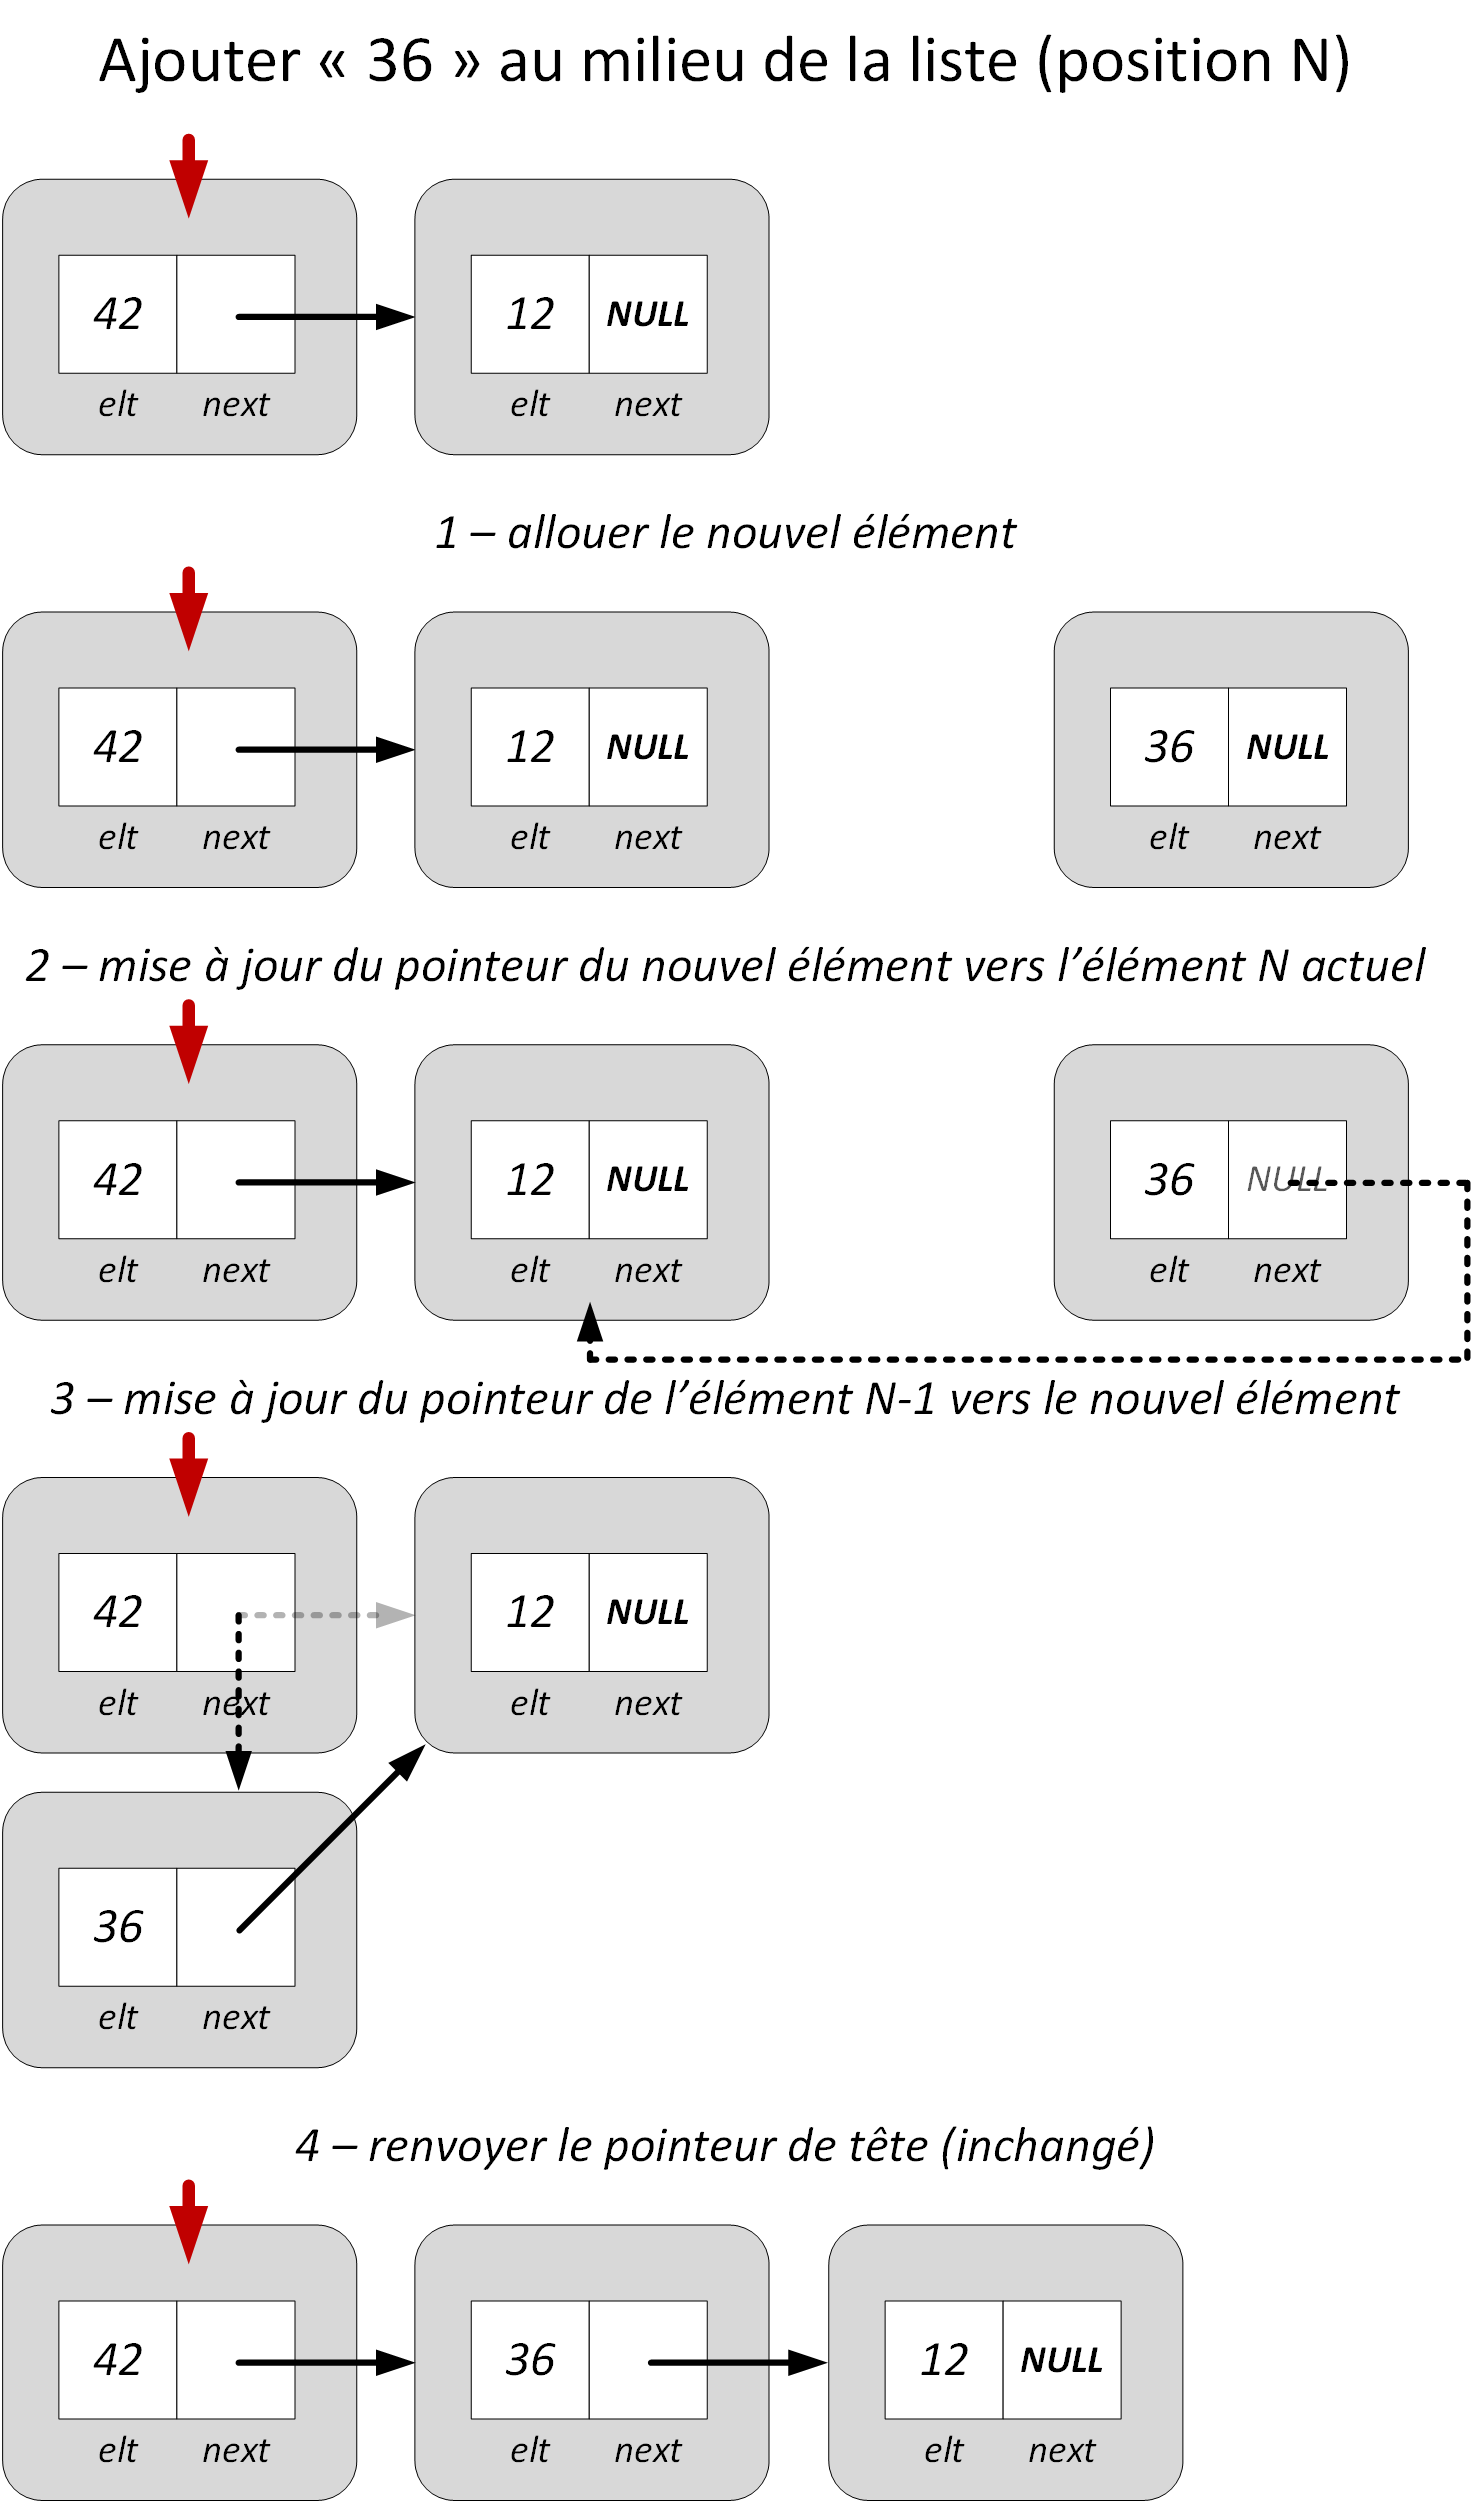 Ajouter « 36 » au milieu de la liste (position N)
42 12 NULL
elt next elt next
1 – allouer le nouvel élément
42 12 NULL 36 NULL
elt next elt next elt next
2 – mise à jour du pointeur du nouvel élément vers l’élément N actuel
42 12 NULL 36 NULL
elt next elt next elt next
3 – mise à jour du pointeur de l’élément N-1 vers le nouvel élément
42 12 NULL
elt next elt next
36
elt next
4 – renvoyer le pointeur de tête (inchangé)
42 36 12 NULL
elt next elt next elt next